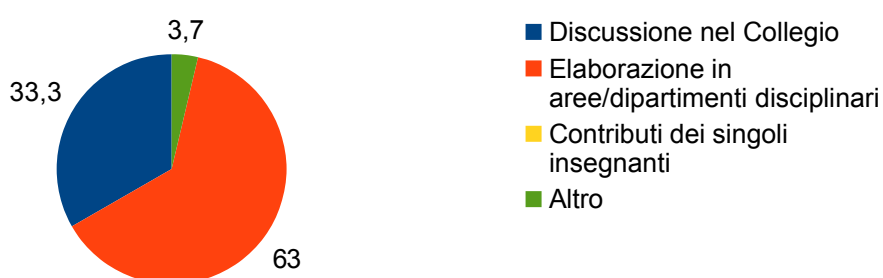 3,7
33,3
63
Discussione nel Collegio
Elaborazione in
aree/dipartimenti disciplinari
Contributi dei singoli
insegnanti
Altro